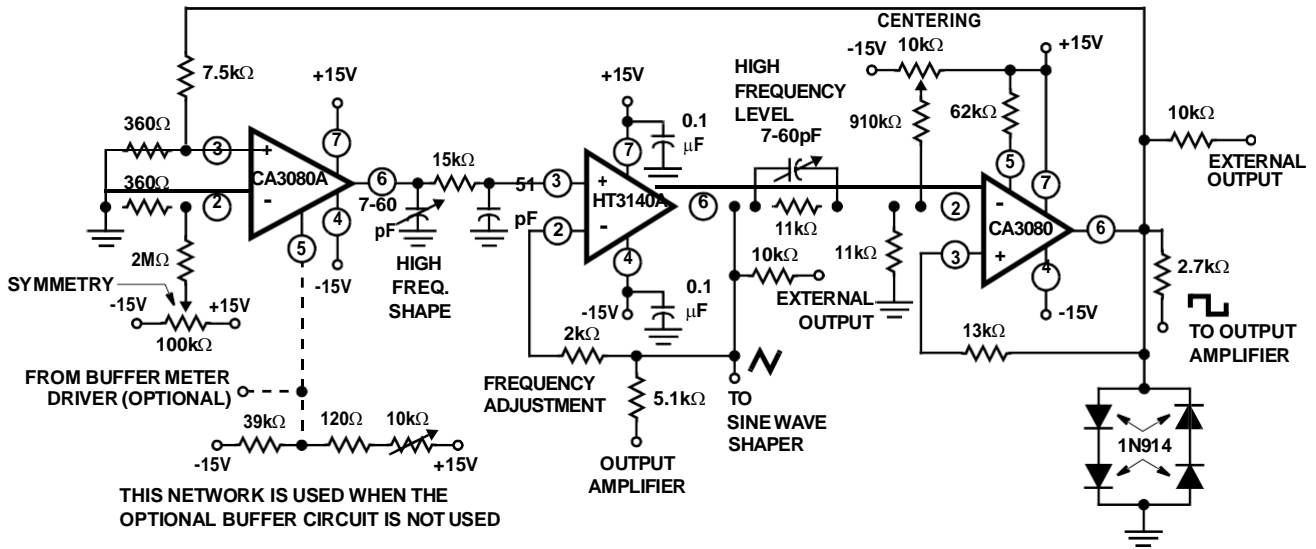 CENTERING
-15V
10kΩ
+15V
7.5kΩ
+15V
+15V
HIGH
FREQUENCY
LEVEL
7-60pF
0.1
µF
62kΩ
910kΩ
10kΩ
EXTERNAL
OUTPUT
360Ω
3
+
7
CA3080A
6
15kΩ
51
pF
3
+
7
HT3140A
6
5
7
360Ω
2
-
4
5
7-60
pF
2
-
4
11kΩ
11kΩ
2
-
CA3080
6
3
+
4
2MΩ
-15V
HIGH
FREQ.
SHAPE
0.1
µF
-15V
10kΩ
EXTERNAL
OUTPUT
-15V
2.7kΩ
TO OUTPUT
AMPLIFIER
SYMMETRY
-15V
+15V
100kΩ
2kΩ
13kΩ
FROM BUFFER METER
DRIVER (OPTIONAL)
FREQUENCY
ADJUSTMENT
5.1kΩ
TO
SINE WAVE
SHAPER
39kΩ
120Ω
10kΩ
-15V
+15V
OUTPUT
AMPLIFIER
1N914
THIS NETWORK IS USED WHEN THE
OPTIONAL BUFFER CIRCUIT IS NOT USED